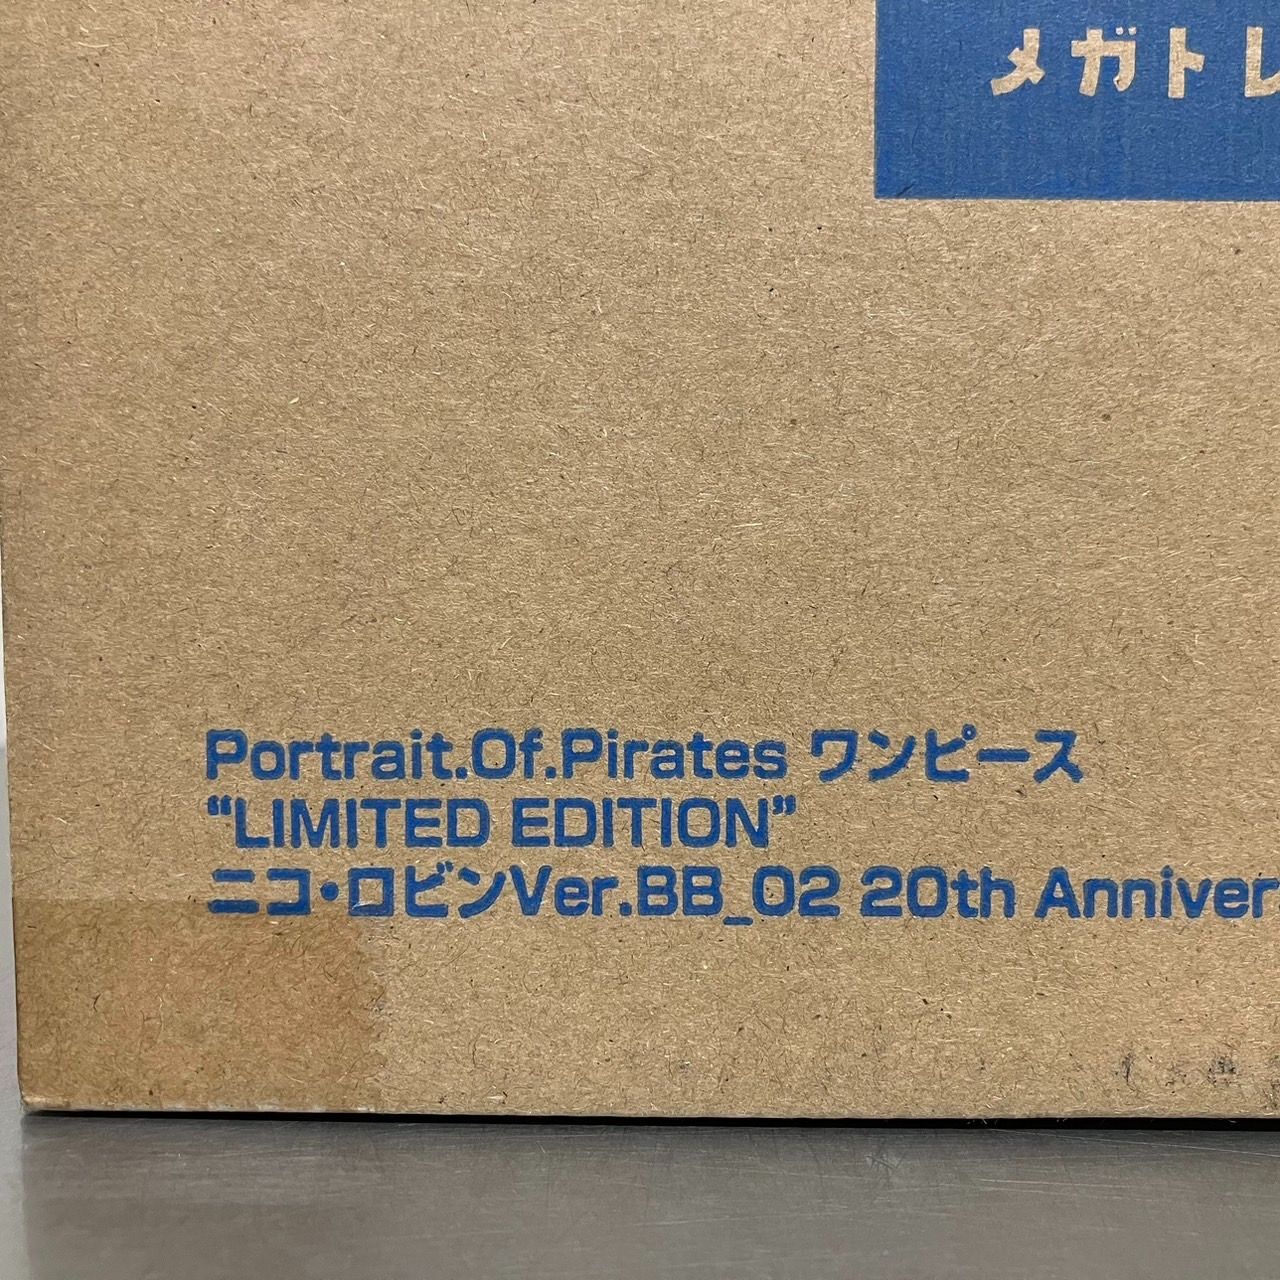 メガトレ
Portrait.Of.Pirates ワンピース
“LIMITED EDITION”
ニコ・ロビンVer.BB_02 20th Anniver